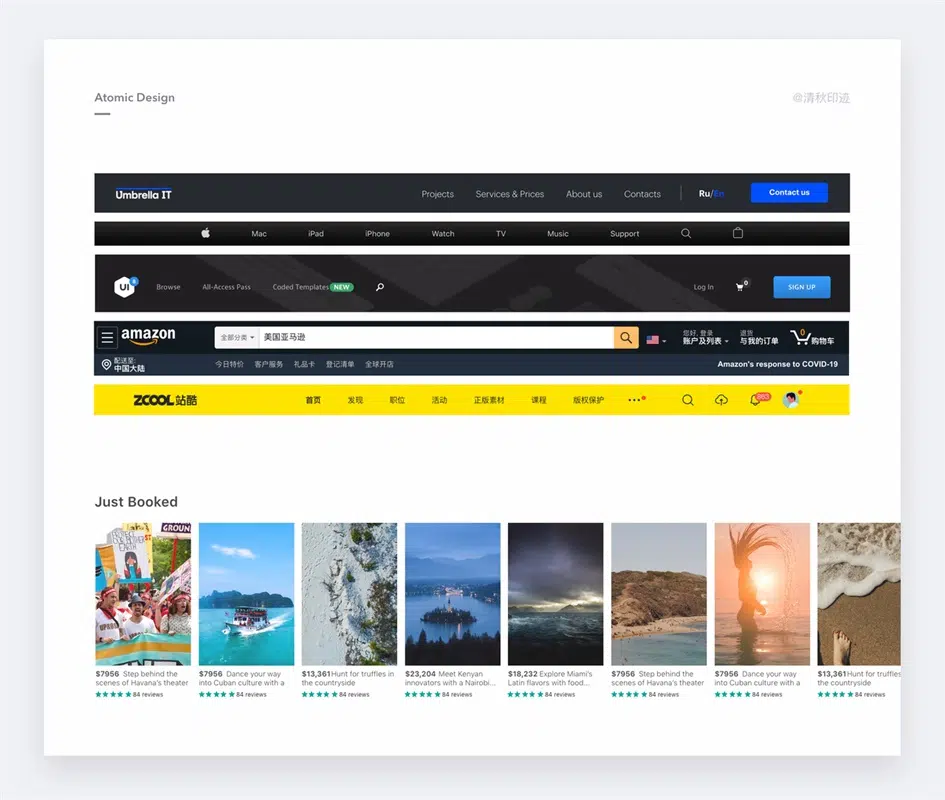 Atomic Design
@清秋印迹
Umbrella IT Projects Services & Prices About us Contacts Ru/En Contact us
Mac iPad iPhone Watch TV Music Support
UI 8 Browse All-Access Pass Coded Templates NEW Log In 0 SIGN UP
amazon 全部分类 美国亚马逊 您好, 登录 账户及列表 退货 与我的订单 0 购物车
配送至: 中国大陆 今日特价 客户服务 礼品卡 登记清单 全球开店 Amazon's response to COVID-19
ZCOOL 站酷 首页 发现 职位 活动 正版素材 课程 版权保护 ••• 863
Just Booked
GROUN
$7956 Step behind the
scenes of Havana's theater
84 reviews
$7956 Dance your way
into Cuban culture with a
84 reviews
$13,361 Hunt for truffles in
the countryside
84 reviews
$23,204 Meet Kenyan
innovators with a Nairobi...
84 reviews
$18,232 Explore Miami's
Latin flavors with food...
84 reviews
$7956 Step behind the
scenes of Havana's theater
84 reviews
$7956 Dance your way
into Cuban culture with a
84 reviews
$13,361 Hunt for truffles
the countryside
84 reviews